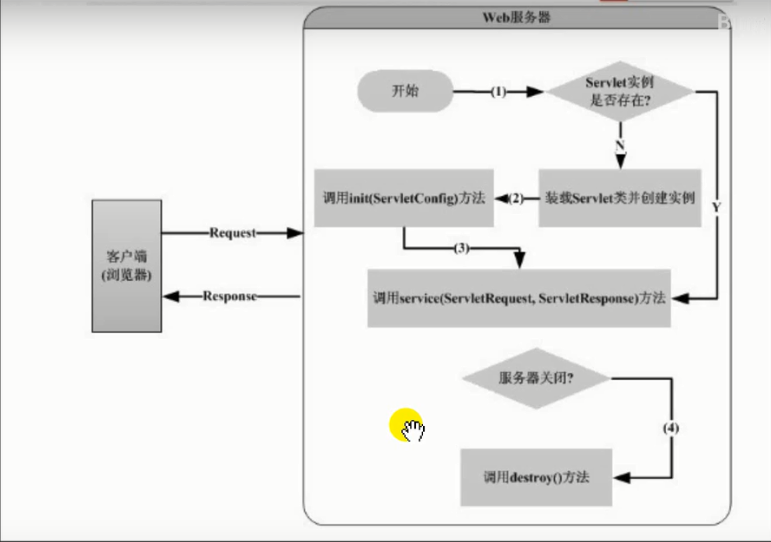 Web服务器
开始
(1)
Servlet实例
是否存在?
N
Y
调用init(ServletConfig)方法
(2)
装载Servlet类并创建实例
(3)
客户端
(浏览器)
Request
Response
调用service(ServletRequest, ServletResponse)方法
服务器关闭?
(4)
调用destroy()方法